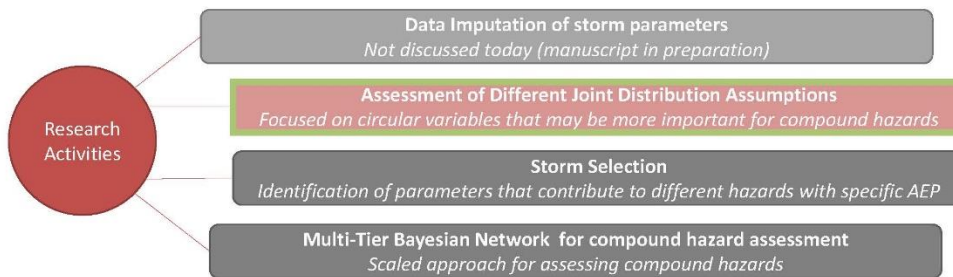 Data Imputation of storm parameters
Not discussed today (manuscript in preparation)
Assessment of Different Joint Distribution Assumptions
Focused on circular variables that may be more important for compound hazards
Research
Activities
Storm Selection
Identification of parameters that contribute to different hazards with specific AEP
Multi-Tier Bayesian Network for compound hazard assessment
Scaled approach for assessing compound hazards